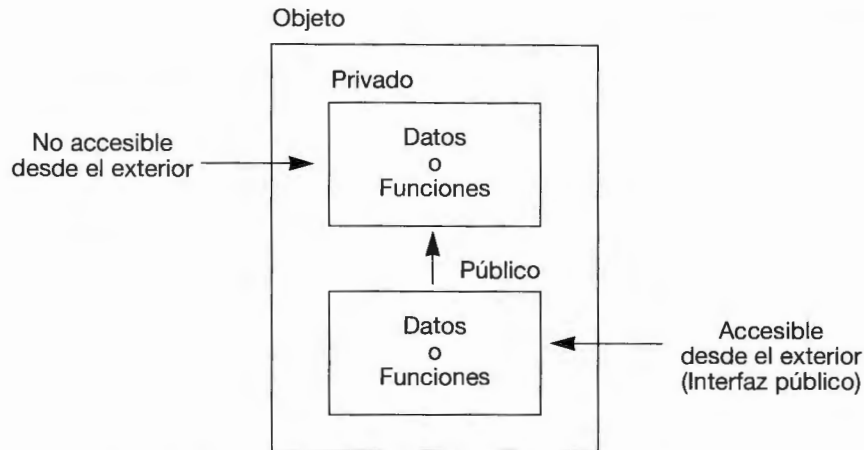 Objeto
Privado
No accesible
desde el exterior
Datos
o
Funciones
Público
Datos
o
Funciones
Accesible
desde el exterior
(Interfaz público)